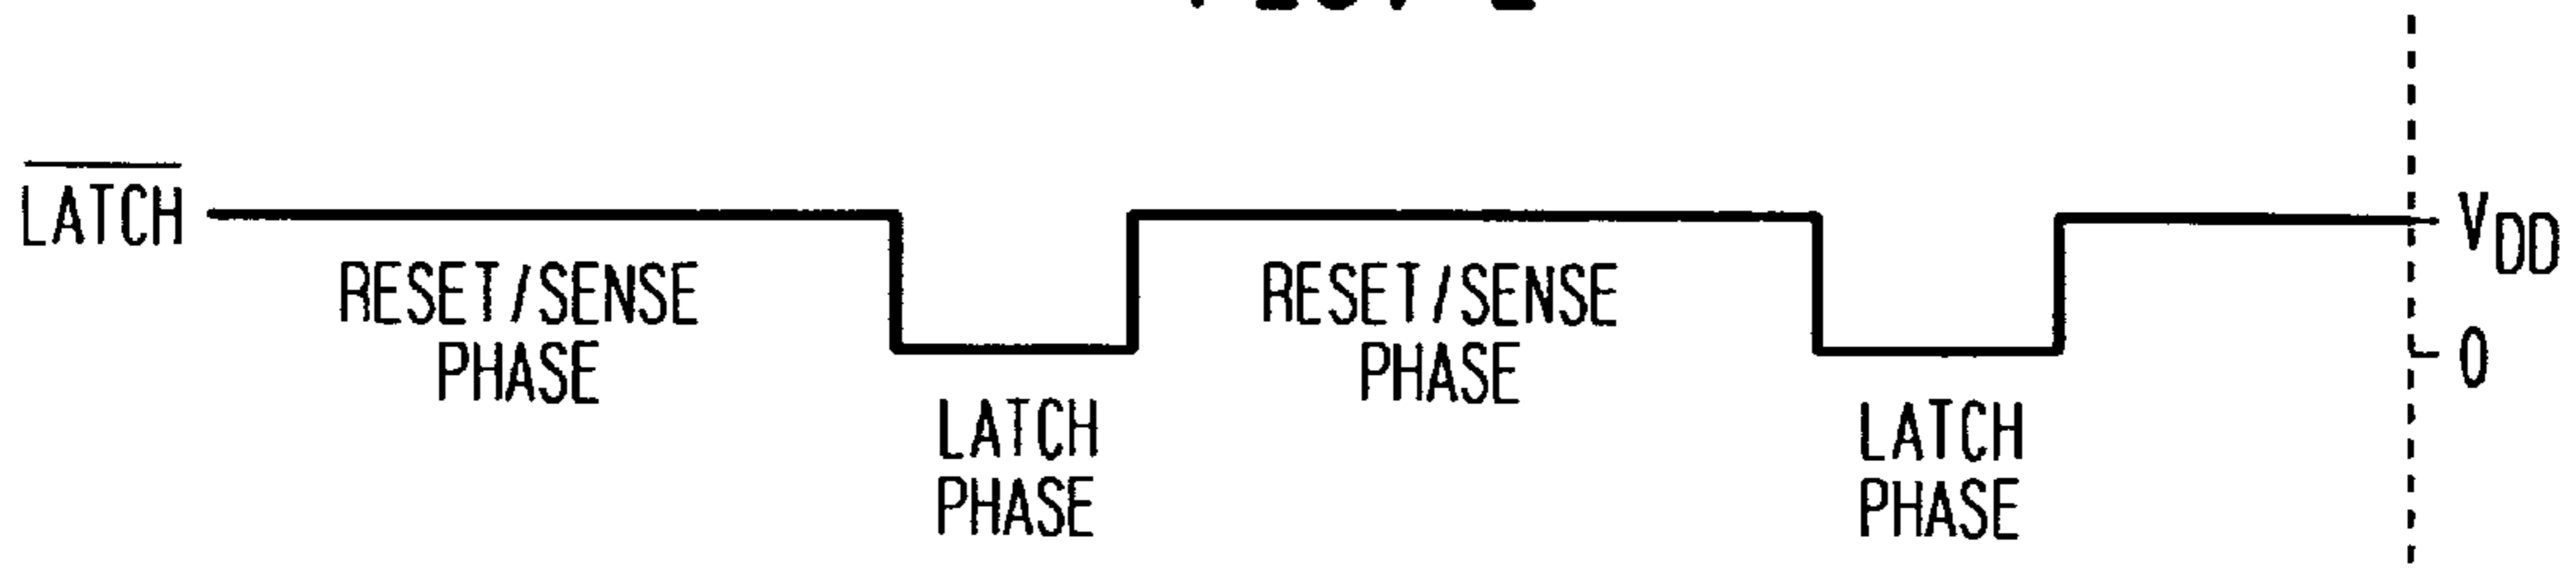 LATCH
RESET/SENSE
PHASE
LATCH
PHASE
RESET/SENSE
PHASE
LATCH
PHASE
VDD
0